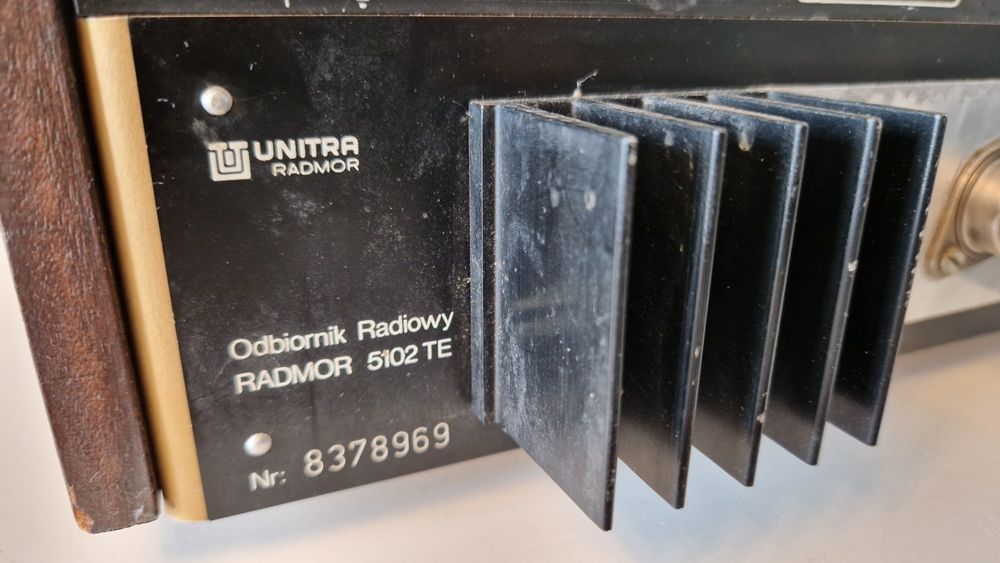 UNITRA
RADMOR
Odbiornik Radiowy
RADMOR 5102 TE
Nr: 8378969